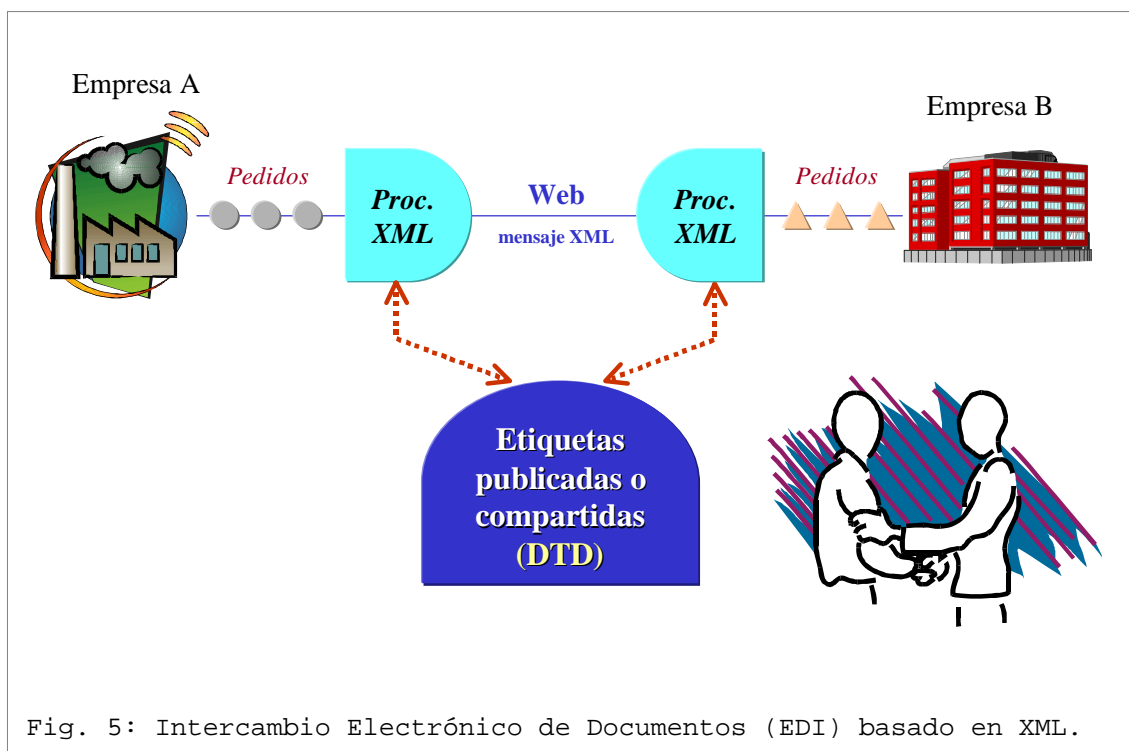 Empresa A
Empresa B
Pedidos
Proc.
XML
Web
mensaje XML
Proc.
XML
Pedidos
Etiquetas
publicadas o
compartidas
(DTD)
Fig. 5: Intercambio Electrónico de Documentos (EDI) basado en XML.